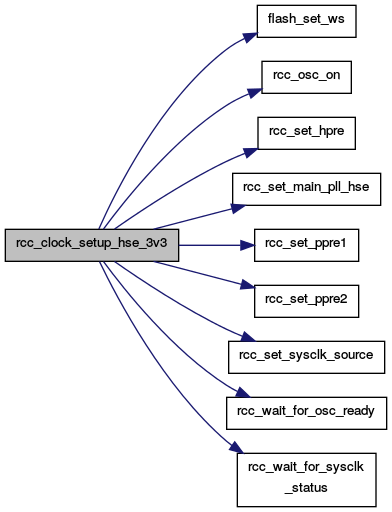 flash_set_ws
rcc_osc_on
rcc_set_hpre
rcc_set_main_pll_hse
rcc_clock_setup_hse_3v3
rcc_set_ppre1
rcc_set_ppre2
rcc_set_sysclk_source
rcc_wait_for_osc_ready
rcc_wait_for_sysclk
_status